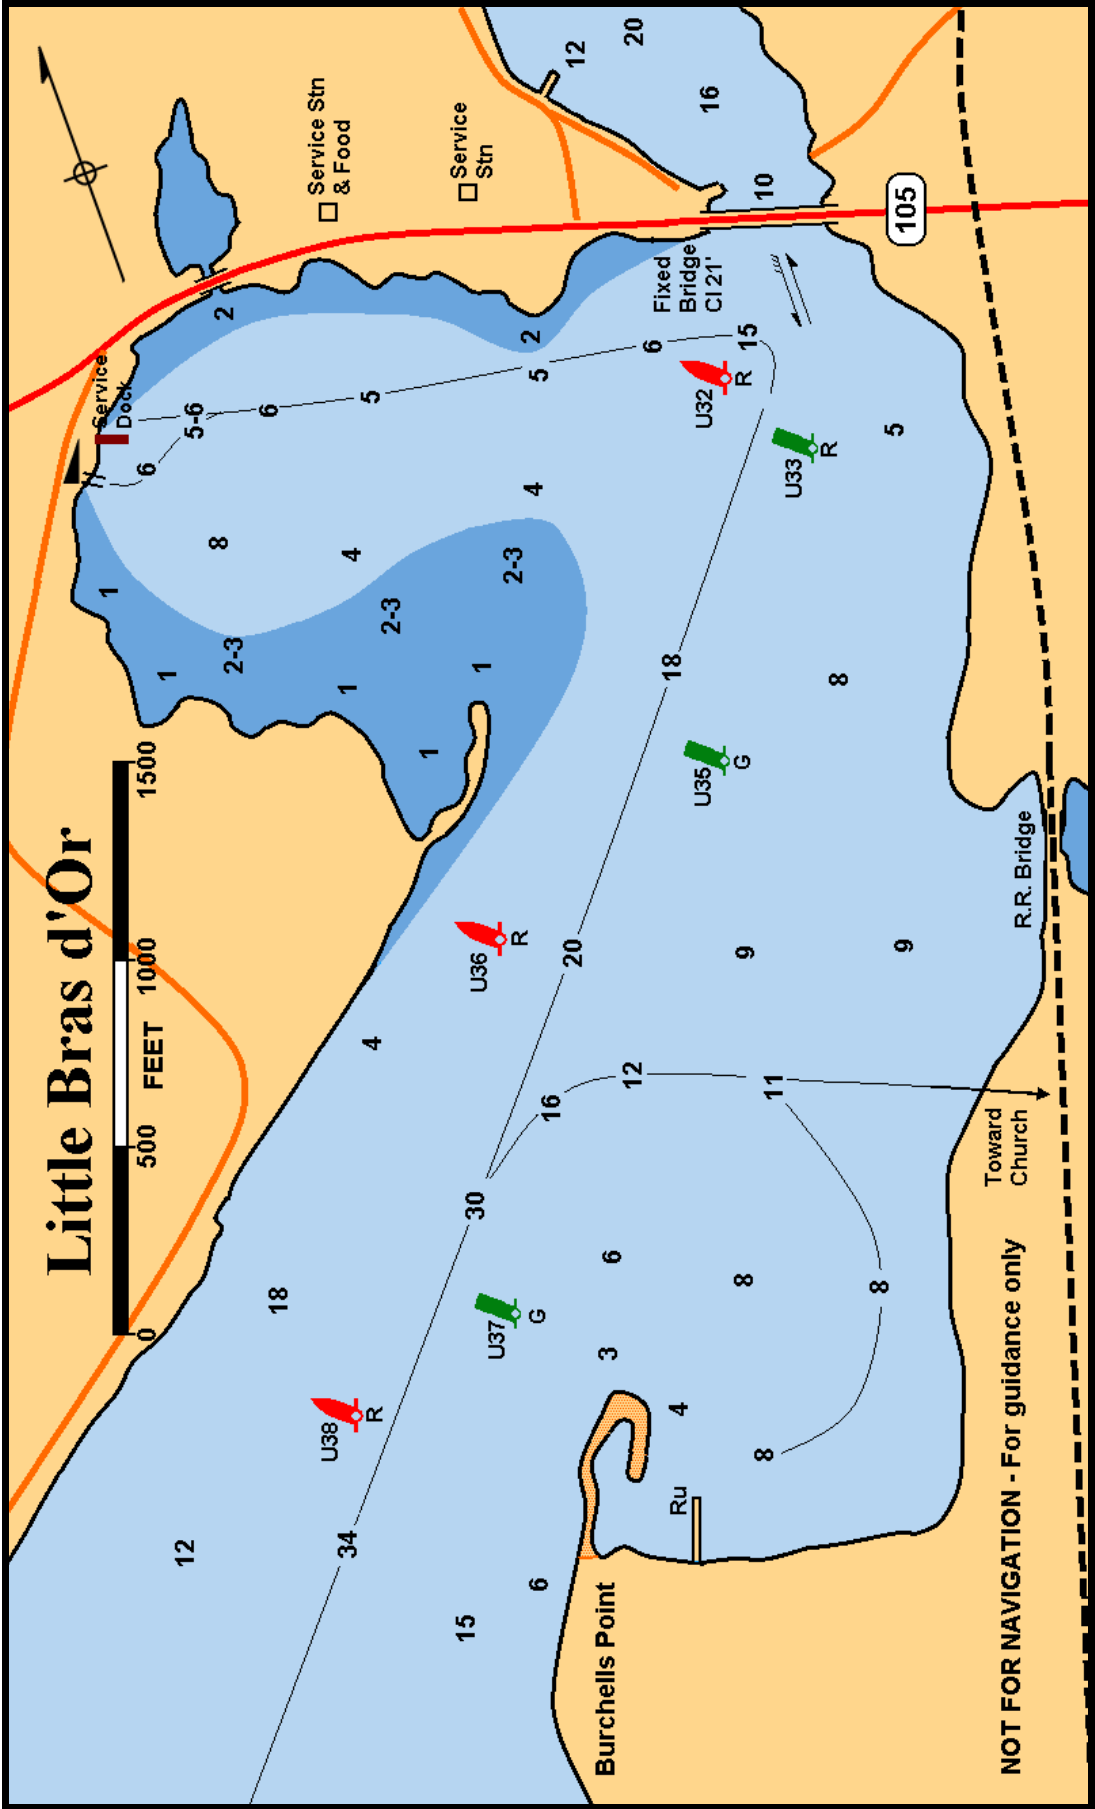 Little Bras d'Or
0 500 1000 1500
FEET
Service
Dock
1
6
1
12
5-6
8
2
2-3
6
18
Service Stn
& Food
U38
R
34
1
4
5
4
2-3
1
Service
Stn
15
30
U36
R
1
U37
G
2-3
2
4
6
5
16
20
12
Burchells Point
3
6
12
20
6
Fixed
Bridge
Cl 21'
18
4
Ru
U35
G
U32
R
16
8
9
15
8
10
11
U33
R
8
8
5
9
105
Toward
Church
R.R. Bridge
NOT FOR NAVIGATION - For guidance only